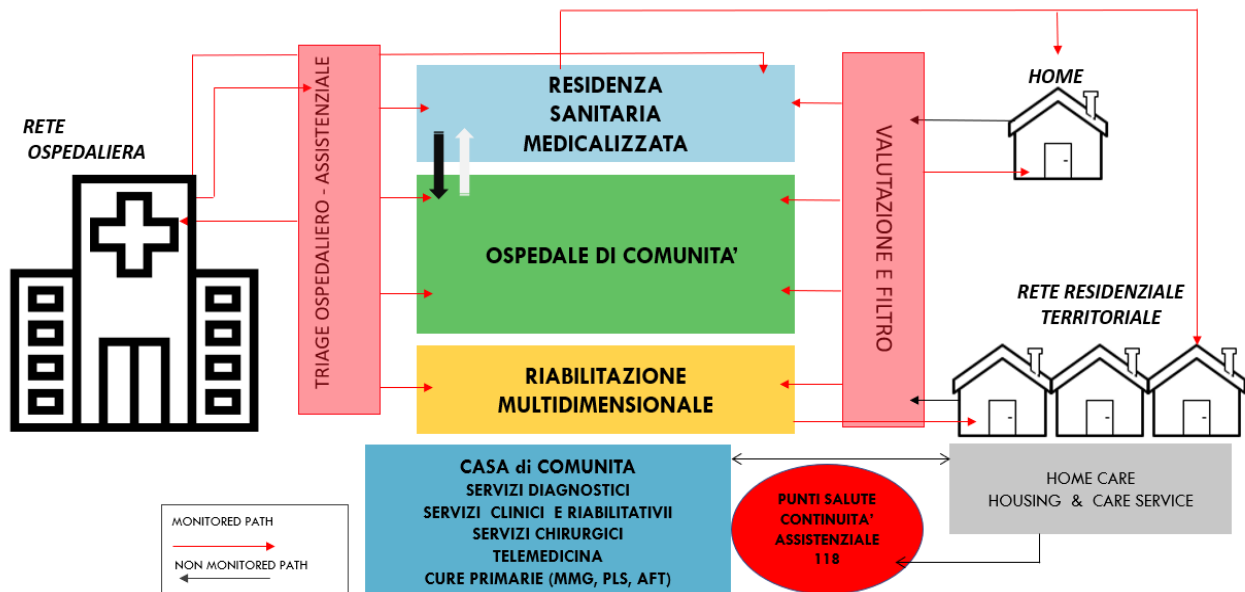 RETE
OSPEDALIERA
TRIAGE OSPEDALIERO - ASSISTENZIALE
RESIDENZA
SANITARIA
MEDICALIZZATA
OSPEDALE DI COMUNITA’
RIABILITAZIONE
MULTIDIMENSIONALE
VALUTAZIONE E FILTRO
HOME
RETE RESIDENZIALE
TERRITORIALE
CASA di COMUNITA
SERVIZI DIAGNOSTICI
SERVIZI CLINICI E RIABILITATIVII
SERVIZI CHIRURGICI
TELEMEDICINA
CURE PRIMARIE (MMG, PLS, AFT)
PUNTI SALUTE
CONTINUITA’
ASSISTENZIALE
118
HOME CARE
HOUSING & CARE SERVICE
MONITORED PATH
NON MONITORED PATH